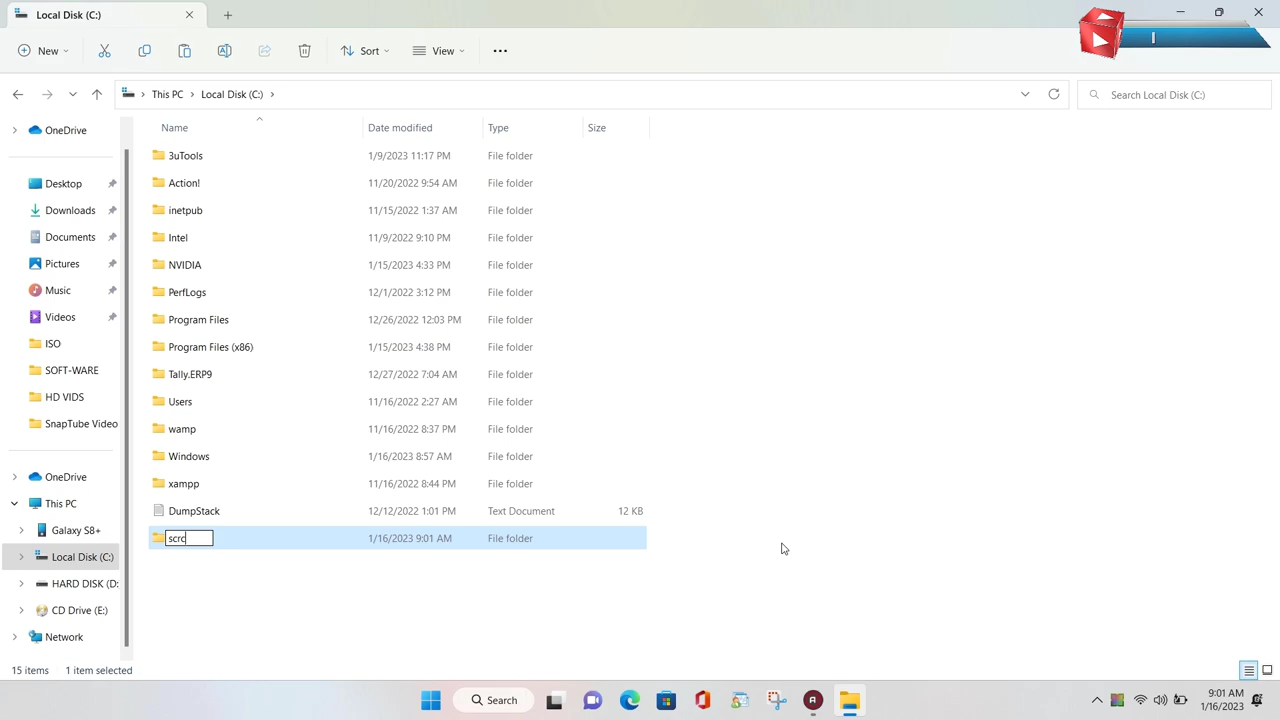 Local Disk (C:)
New Sort View
This PC Local Disk (C:) Search Local Disk (C:)
Name Date modified Type Size
OneDrive
Desktop
Downloads
Documents
Pictures
Music
Videos
ISO
SOFT-WARE
HD VIDS
SnapTube Video
OneDrive
This PC
Galaxy S8+
Local Disk (C:)
HARD DISK (D:
CD Drive (E:)
Network
3uTools 1/9/2023 11:17 PM File folder
Action! 11/20/2022 9:54 AM File folder
inetpub 11/15/2022 1:37 AM File folder
Intel 11/9/2022 9:10 PM File folder
NVIDIA 1/15/2023 4:33 PM File folder
PerfLogs 12/1/2022 3:12 PM File folder
Program Files 12/26/2022 12:03 PM File folder
Program Files (x86) 1/15/2023 4:38 PM File folder
Tally.ERP9 12/27/2022 7:04 AM File folder
Users 11/16/2022 2:27 AM File folder
wamp 11/16/2022 8:37 PM File folder
Windows 1/16/2023 8:57 AM File folder
xampp 11/16/2022 8:44 PM File folder
DumpStack 12/12/2022 1:01 PM Text Document 12 KB
scrc 1/16/2023 9:01 AM File folder
15 items 1 item selected
Search
9:01 AM
1/16/2023